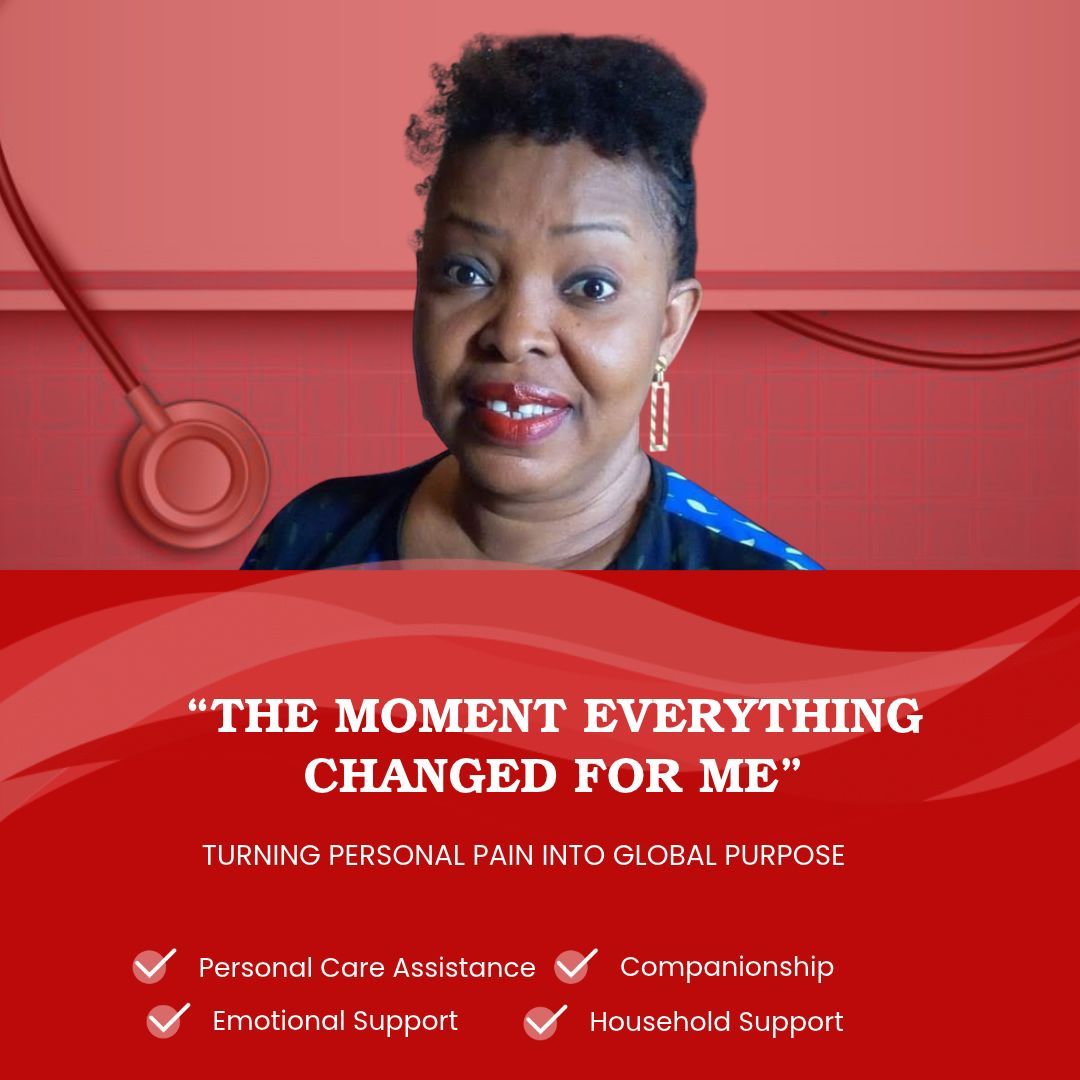 “THE MOMENT EVERYTHING
CHANGED FOR ME”
TURNING PERSONAL PAIN INTO GLOBAL PURPOSE
Personal Care Assistance
Companionship
Emotional Support
Household Support